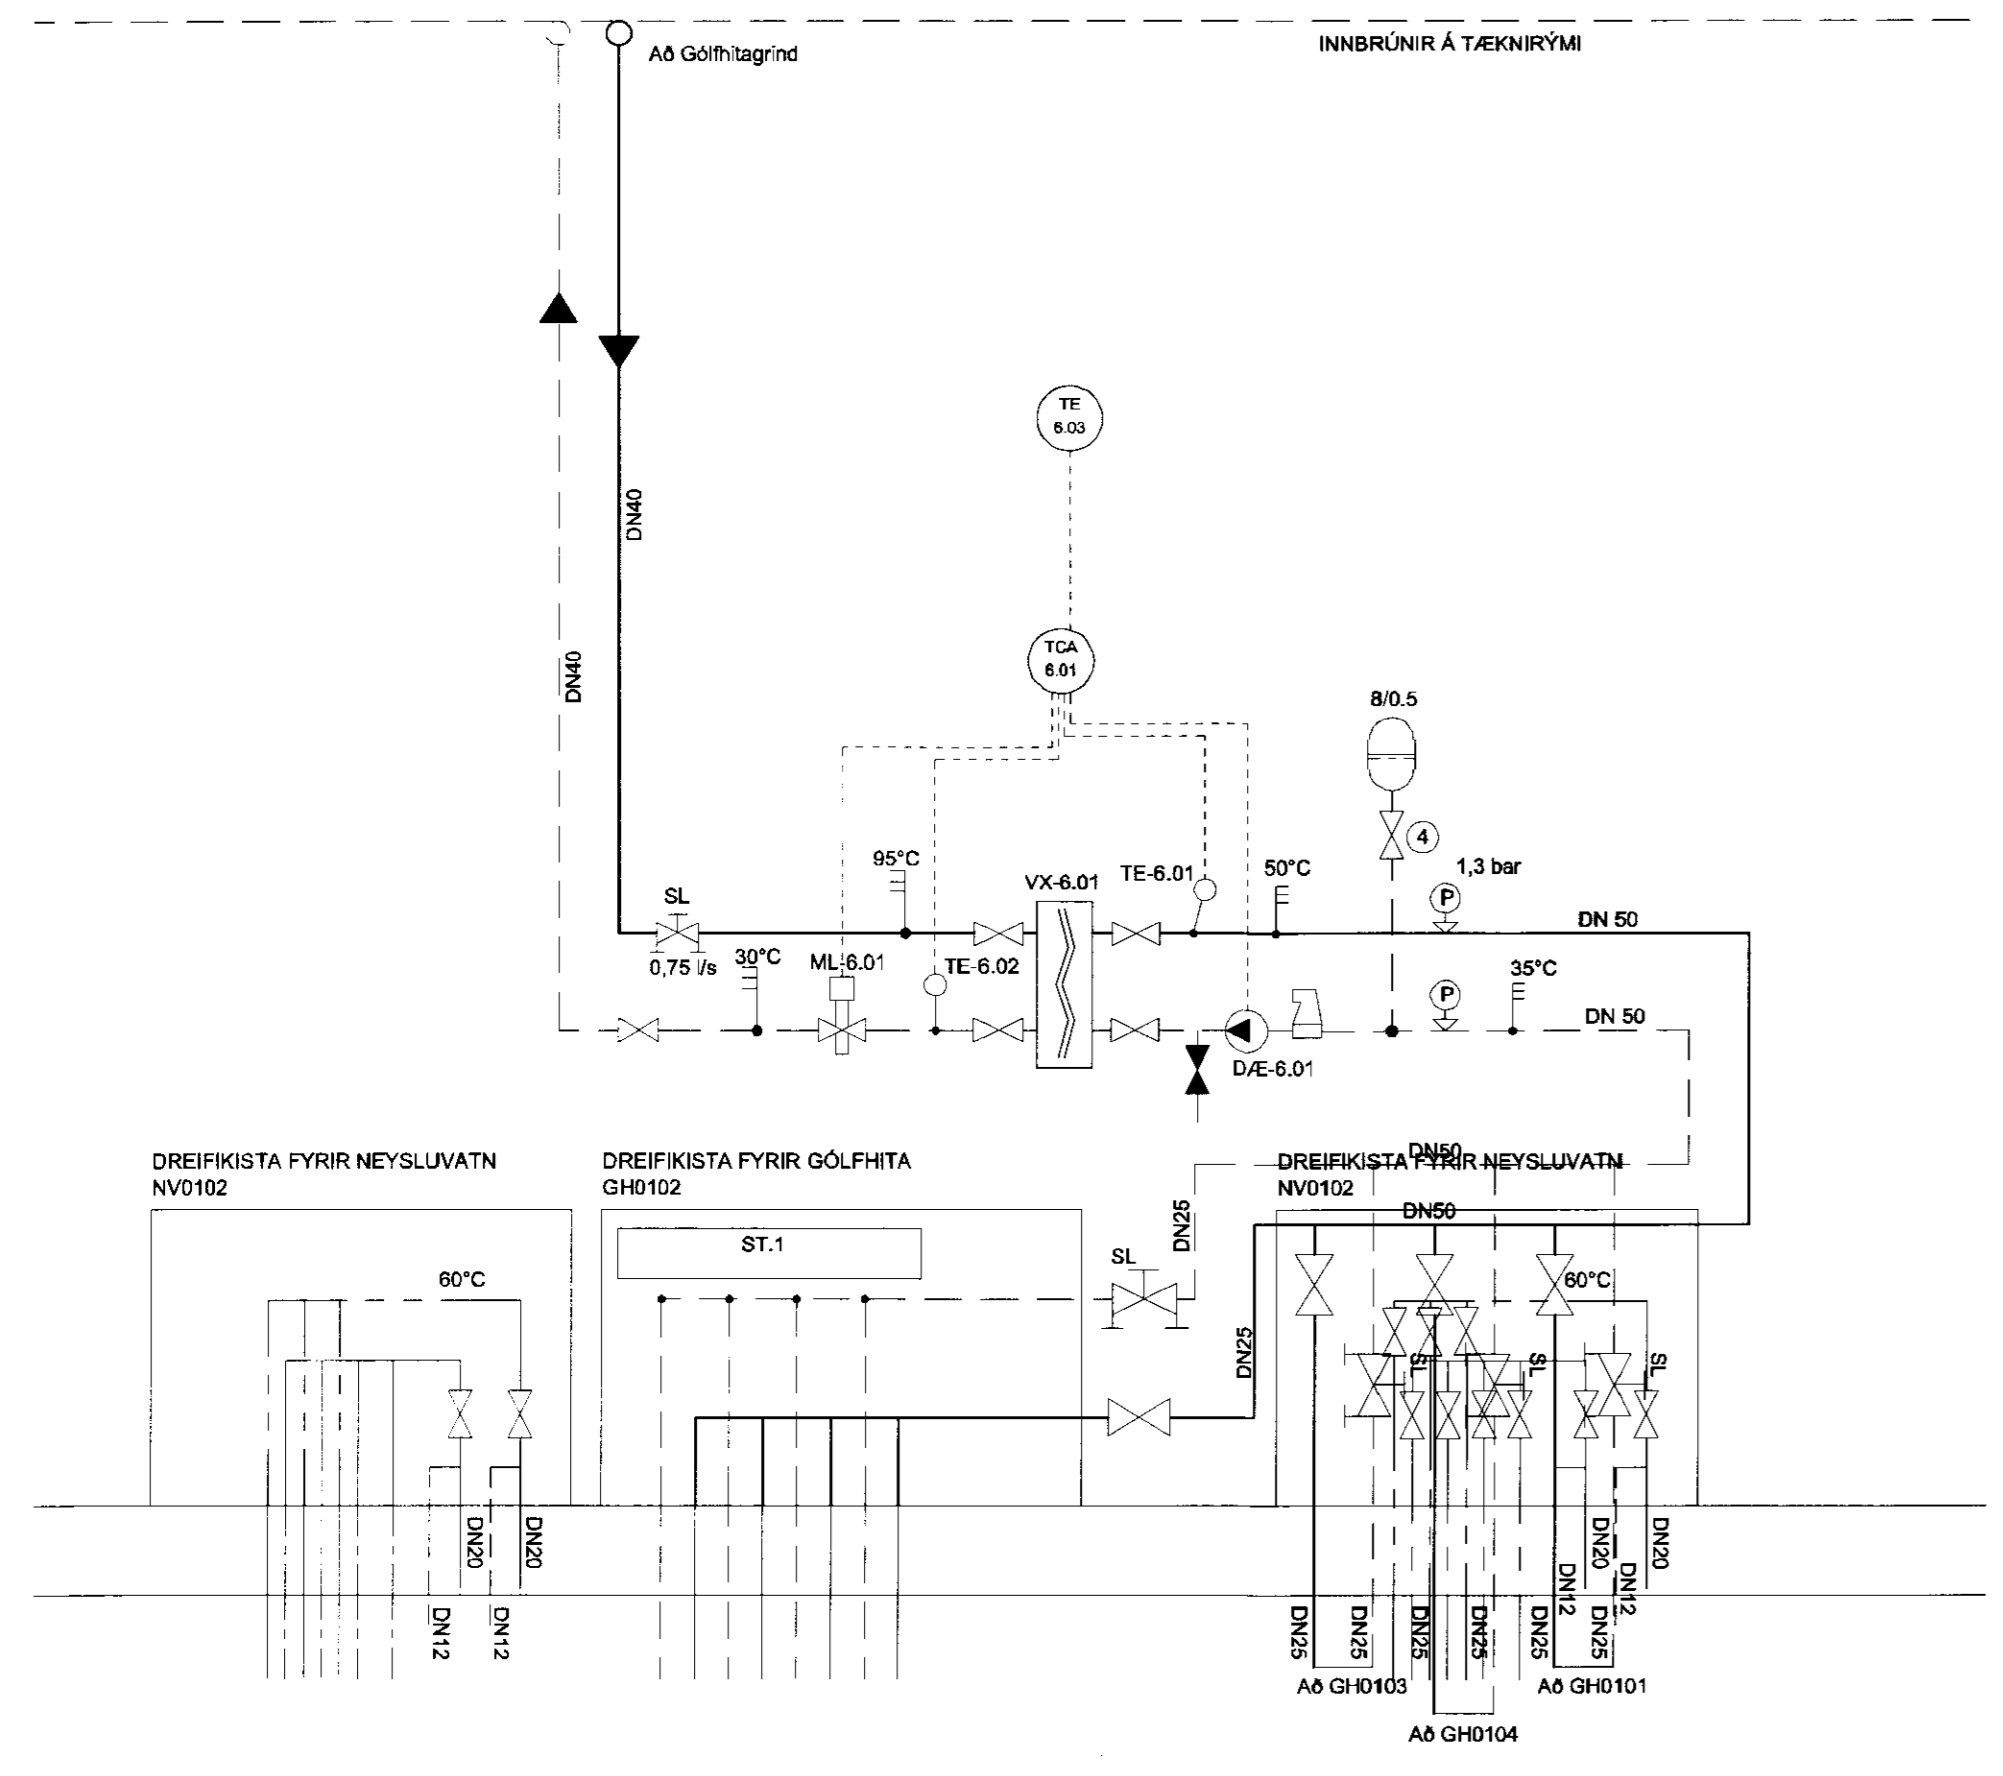 INNBRÚNIR Á TÆKNIRÝMI
Að Gólfhitagrind
TE
6.03
DN40
TCA
6.01
DN40
8/0.5
4
95°C
VX-6.01
TE-6.01
50°C
1,3 bar
SL
P
DN 50
0,75 l/s
30°C
ML-6.01
TE-6.02
35°C
P
DN 50
DÆ-6.01
DREIFIKISTA FYRIR NEYSLUVATN
NV0102
DREIFIKISTA FYRIR GÓLFHITA
GH0102
DN50
DREIFIKISTA FYRIR NEYSLUVATN
NV0102
DN25
DN50
ST.1
SL
60°C
60°C
DN25
SL
SL
SL
DN20
DN20
DN20
DN20
DN12
DN12
DN12
DN12
DN25
DN25
DN25
DN25
DN25
DN25
Að GH0103
Að GH0101
Að GH0104